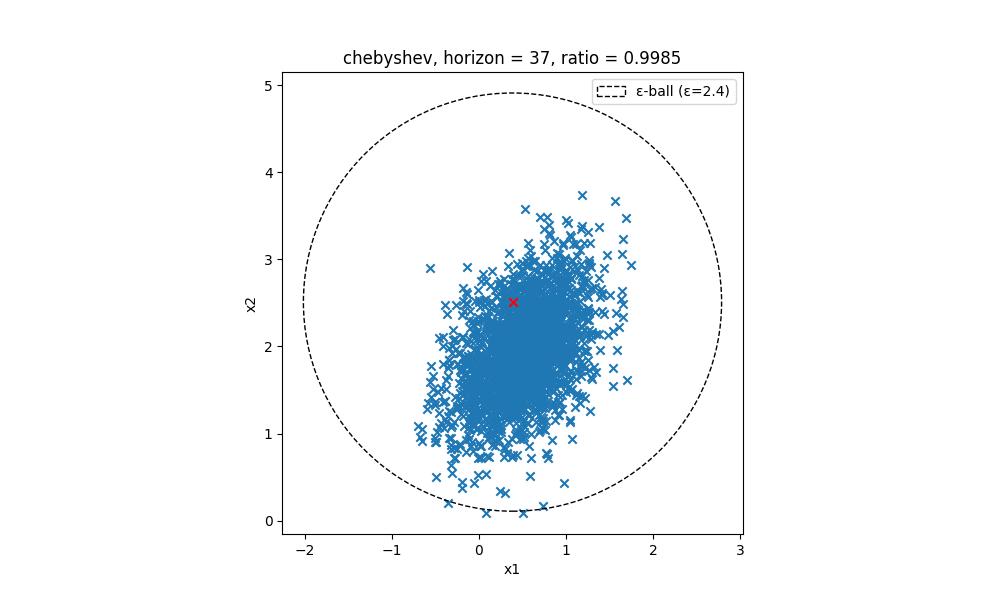 chebyshev, horizon = 37, ratio = 0.9985
ε-ball (ε=2.4)
5
4
3
2
1
0
x2
−2 −1 0 1 2 3
x1